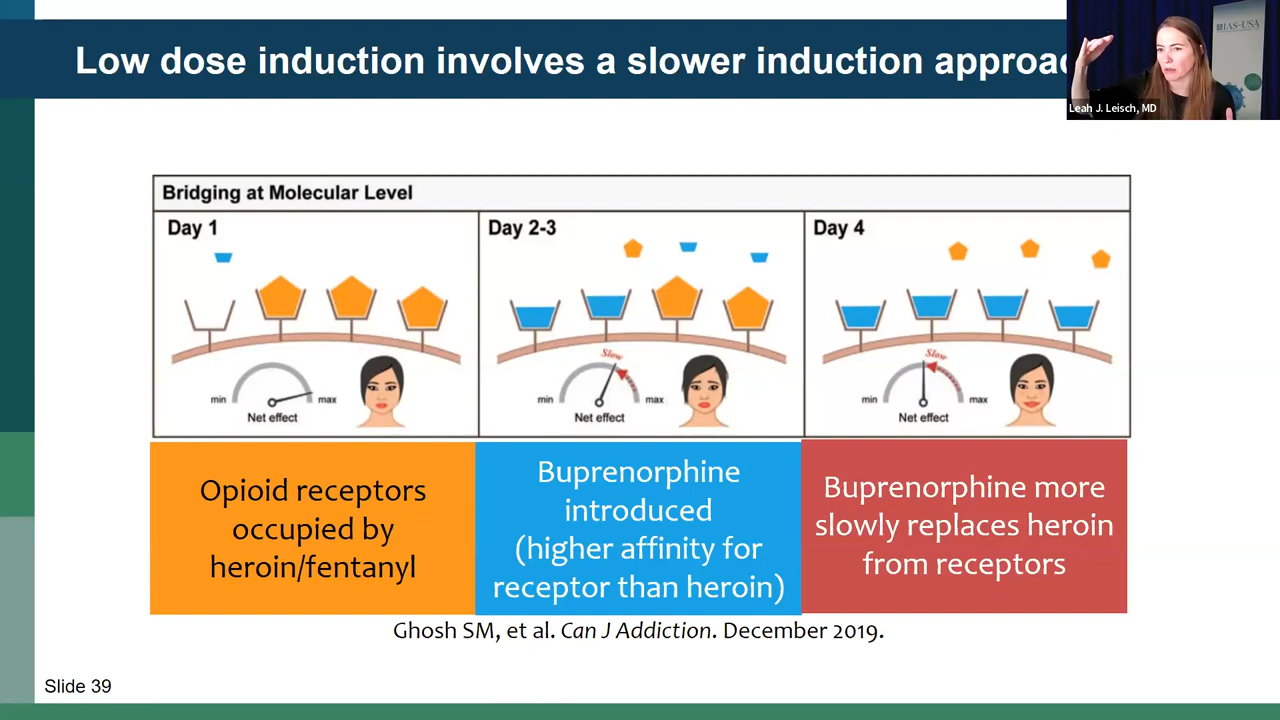 Low dose induction involves a slower induction approac
IAS-USA
Leah J. Leisch, MD
Bridging at Molecular Level
Day 1
Day 2-3
Day 4
min
max
Net effect
Slow
min
max
Net effect
Slow
min
max
Net effect
Opioid receptors
occupied by
heroin/fentanyl
Buprenorphine
introduced
(higher affinity for
receptor than heroin)
Buprenorphine more
slowly replaces heroin
from receptors
Ghosh SM, et al. Can J Addiction. December 2019.
Slide 39